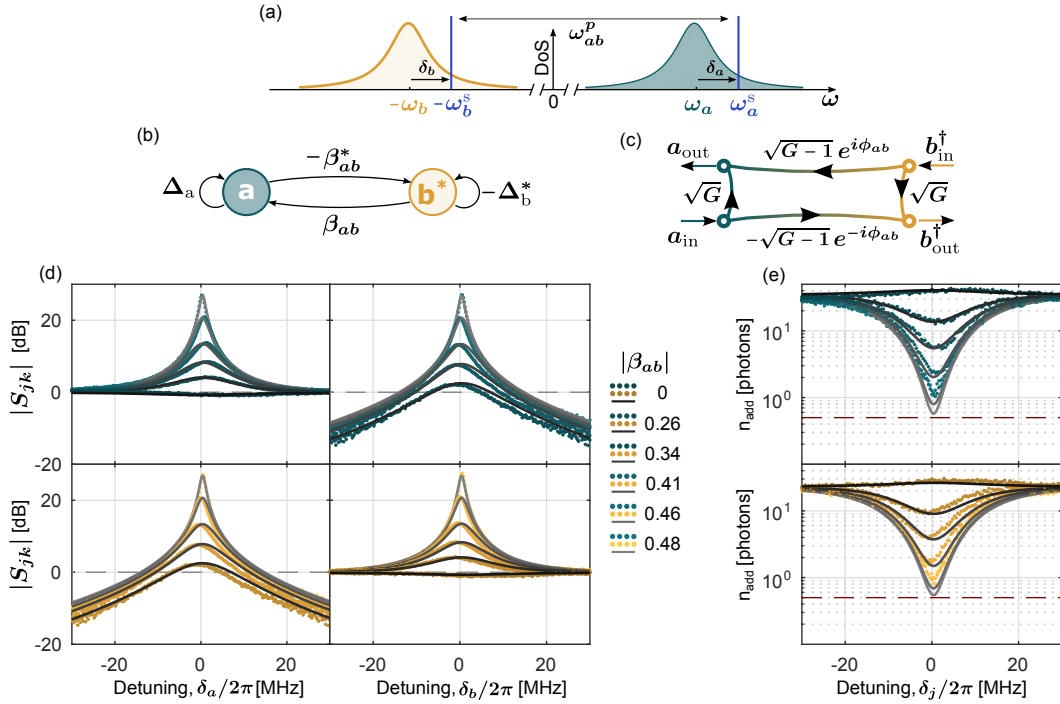 (a)
ω^p_ab
DoS
δ_b
δ_a
-ω_b
-ω_b^s
0
ω_a
ω_a^s
ω
(b)
-β*_ab
Δ_a
a
b*
-Δ*_b
β_ab
(c)
a_out
√G-1 e^{iϕ_ab}
b†_in
√G
√G
a_in
-√G-1 e^{-iϕ_ab}
b†_out
(d)
|S_jk| [dB]
20
0
-20
|S_jk| [dB]
20
0
-20
-20
0
20
-20
0
20
Detuning, δ_a/2π [MHz]
Detuning, δ_b/2π [MHz]
|β_ab|
0
0.26
0.34
0.41
0.46
0.48
(e)
n_add [photons]
10^1
10^0
n_add [photons]
10^1
10^0
-20
0
20
Detuning, δ_j/2π [MHz]